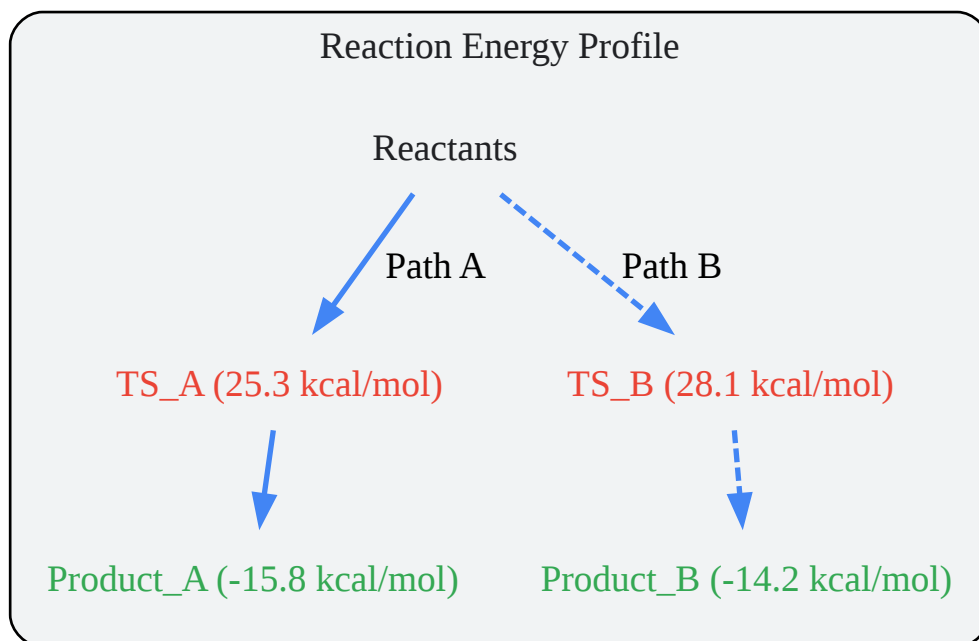 Reaction Energy Profile
Reactants
Path A
Path B
TS_A (25.3 kcal/mol)
TS_B (28.1 kcal/mol)
Product_A (-15.8 kcal/mol)
Product_B (-14.2 kcal/mol)